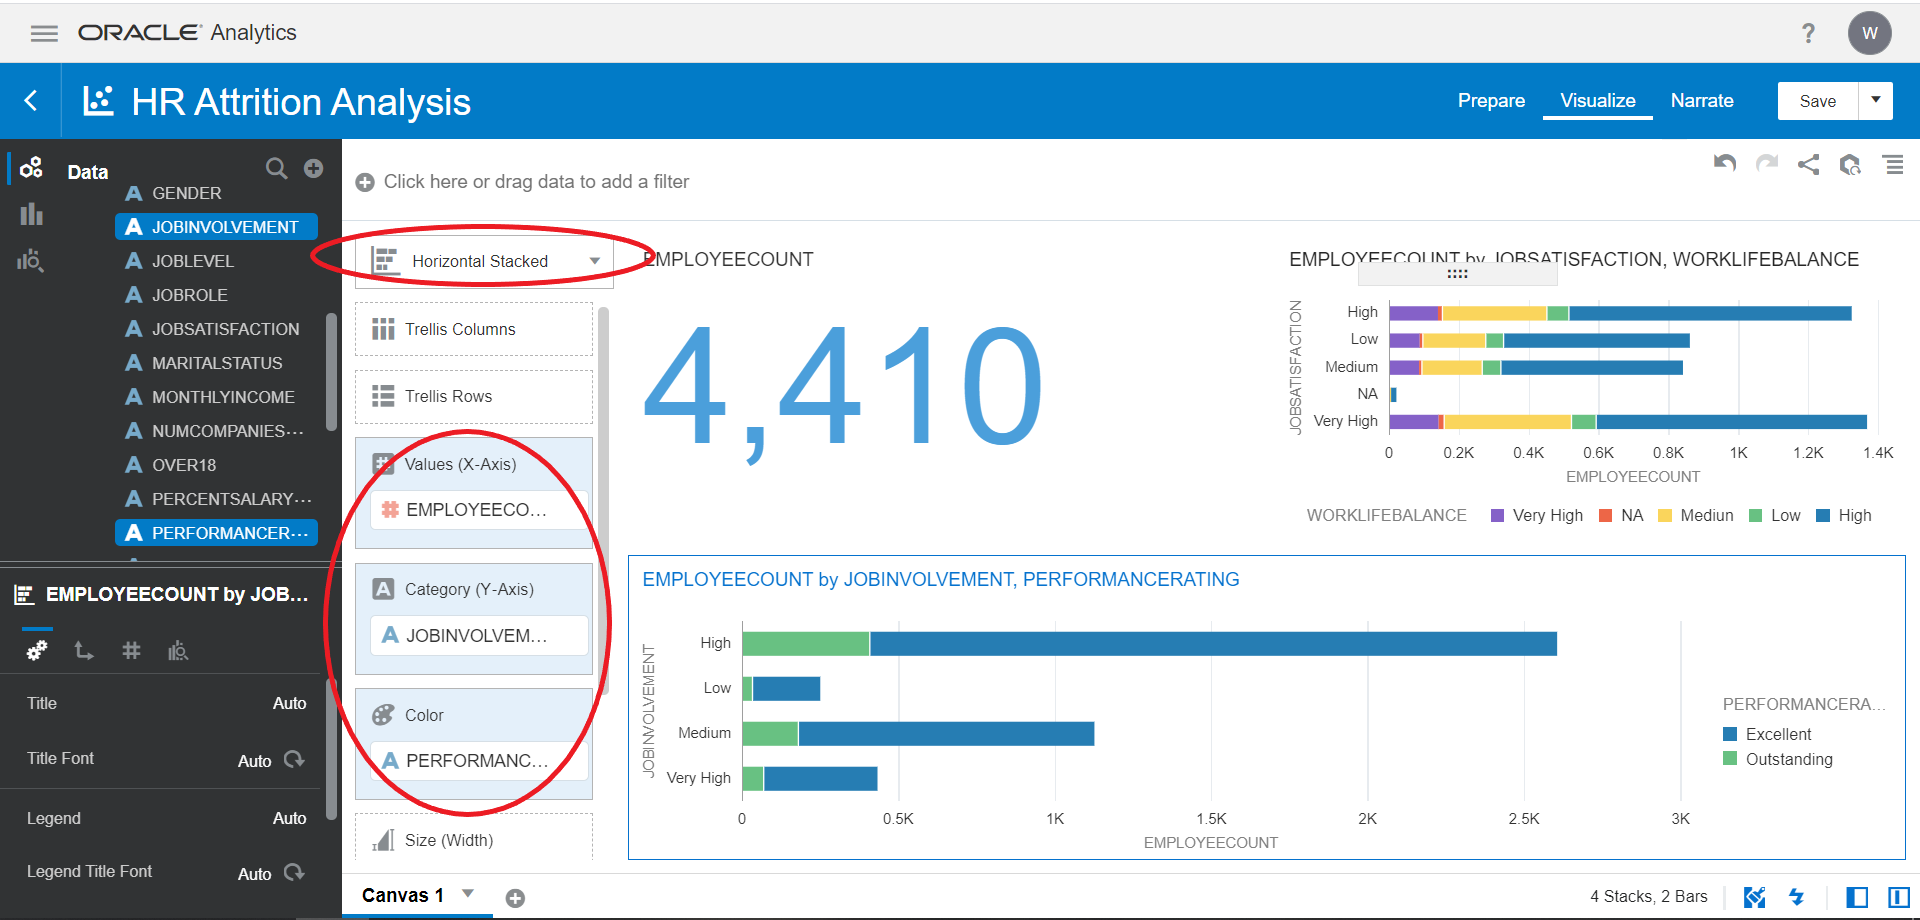 ORACLE Analytics
?
W
HR Attrition Analysis
Prepare
Visualize
Narrate
Save
Data
A GENDER
A JOBINVOLVEMENT
A JOBLEVEL
A JOBROLE
A JOBSATISFACTION
A MARITALSTATUS
A MONTHLYINCOME
A NUMCOMPANIES...
A OVER18
A PERCENTSALARY...
A PERFORMANCER...
EMPLOYEECOUNT by JOB...
Title Auto
Title Font Auto
Legend Auto
Legend Title Font Auto
Click here or drag data to add a filter
Horizontal Stacked
Trellis Columns
Trellis Rows
Values (X-Axis)
EMPLOYEECO...
A Category (Y-Axis)
A JOBINVOLVEM...
Color
A PERFORMANC...
Size (Width)
EMPLOYEECOUNT
4,410
EMPLOYEECOUNT by JOBSATISFACTION, WORKLIFEBALANCE
JOBSATISFACTION
High
Low
Medium
NA
Very High
0 0.2K 0.4K 0.6K 0.8K 1K 1.2K 1.4K
EMPLOYEECOUNT
WORKLIFEBALANCE Very High NA Mediun Low High
EMPLOYEECOUNT by JOBINVOLVEMENT, PERFORMANCERATING
JOBINVOLVEMENT
High
Low
Medium
Very High
0 0.5K 1K 1.5K 2K 2.5K 3K
EMPLOYEECOUNT
PERFORMANCERA...
Excellent
Outstanding
Canvas 1
4 Stacks, 2 Bars